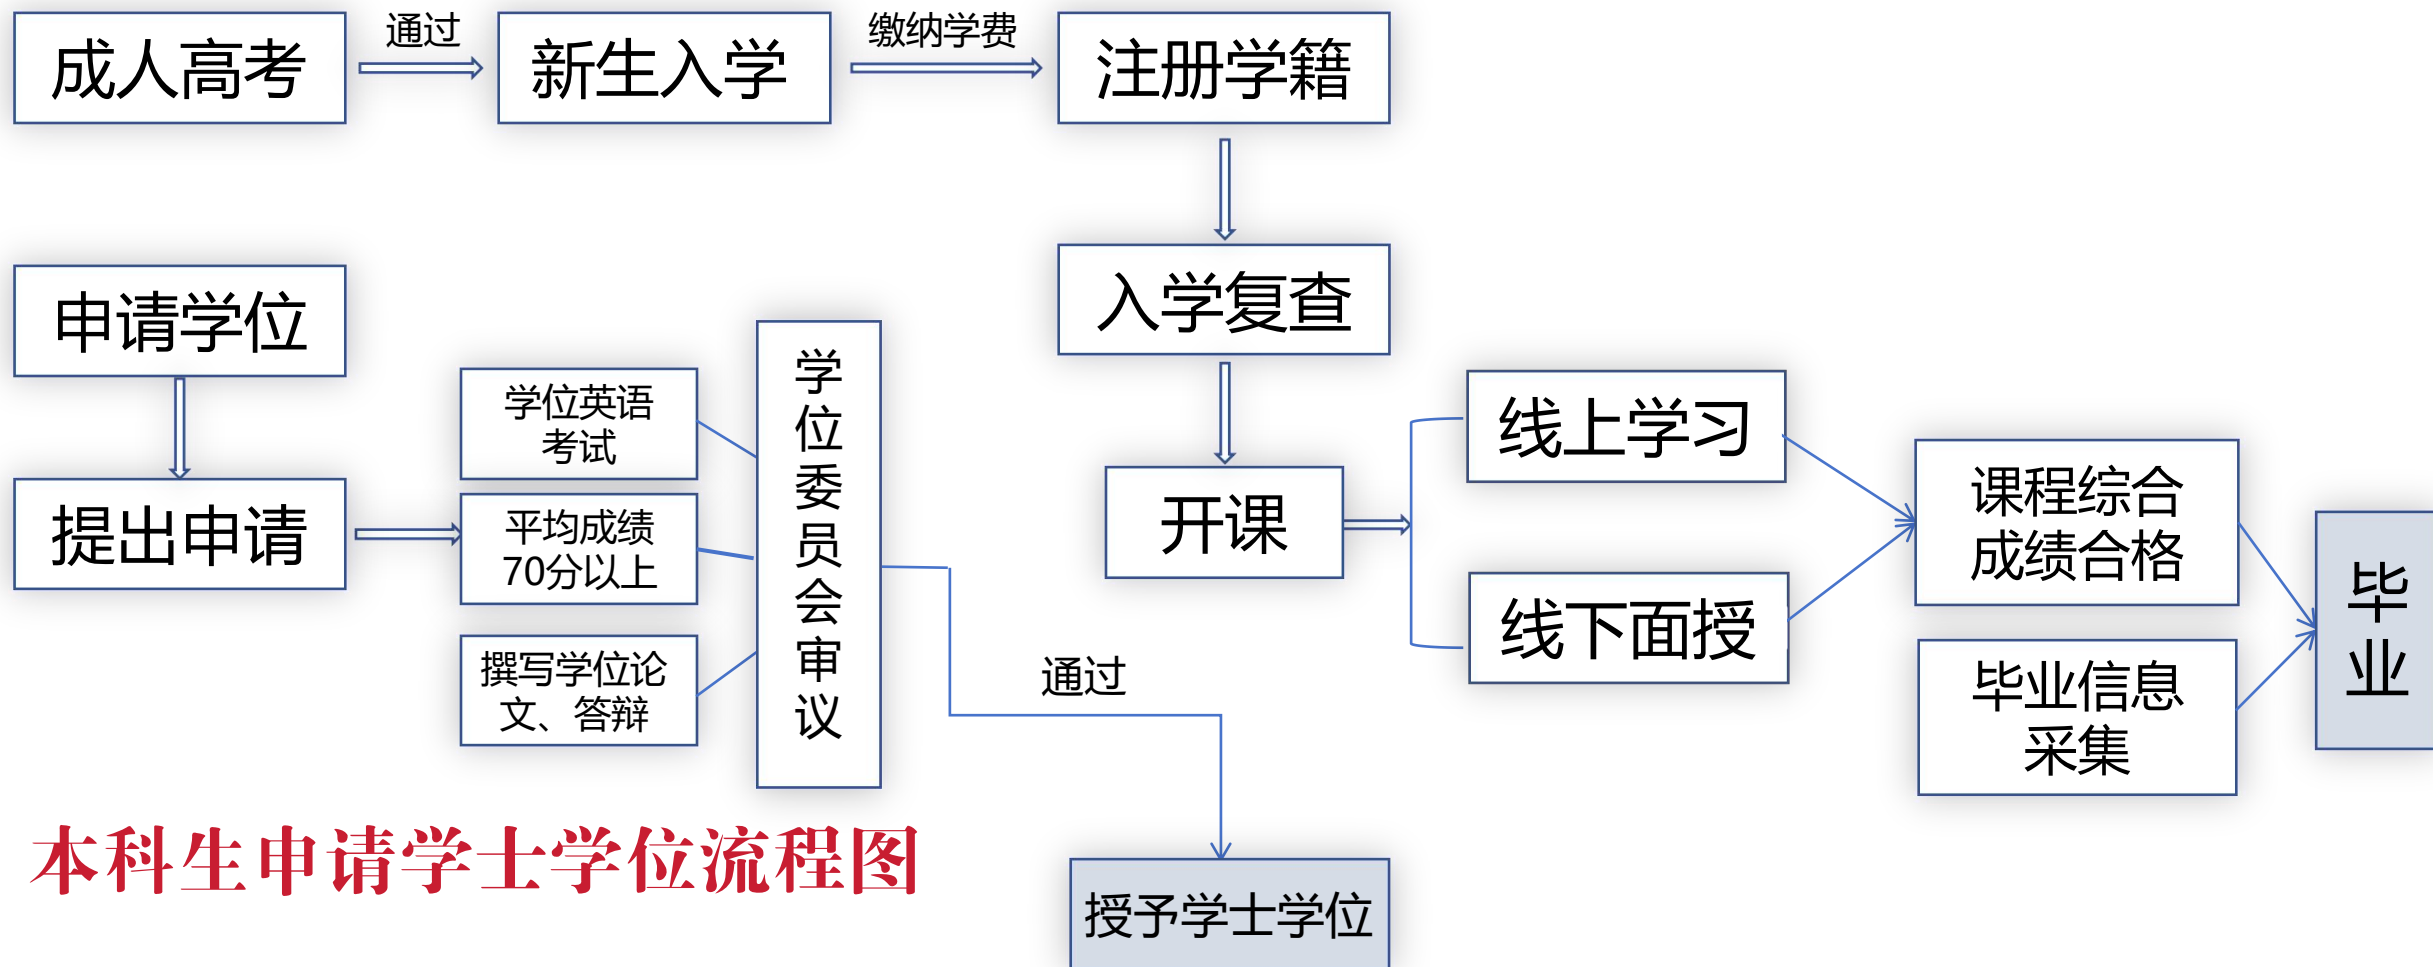 成人高考
通过
新生入学
缴纳学费
注册学籍
入学复查
开课
线上学习
线下面授
课程综合
成绩合格
毕业信息
采集
毕
业
申请学位
提出申请
学位英语
考试
平均成绩
70分以上
撰写学位论
文、答辩
学
位
委
员
会
审
议
通过
授予学士学位
本科生申请学士学位流程图